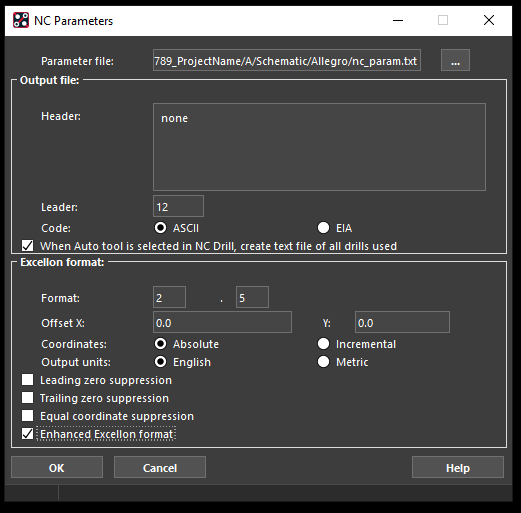 NC Parameters
Parameter file: 789_ProjectName/A/Schematic/Allegro/nc_param.txt ...
Output file:
Header: none
Leader: 12
Code: ASCII EIA
When Auto tool is selected in NC Drill, create text file of all drills used
Excellon format:
Format: 2 . 5
Offset X: 0.0 Y: 0.0
Coordinates: Absolute Incremental
Output units: English Metric
Leading zero suppression
Trailing zero suppression
Equal coordinate suppression
Enhanced Excellon format
OK Cancel Help